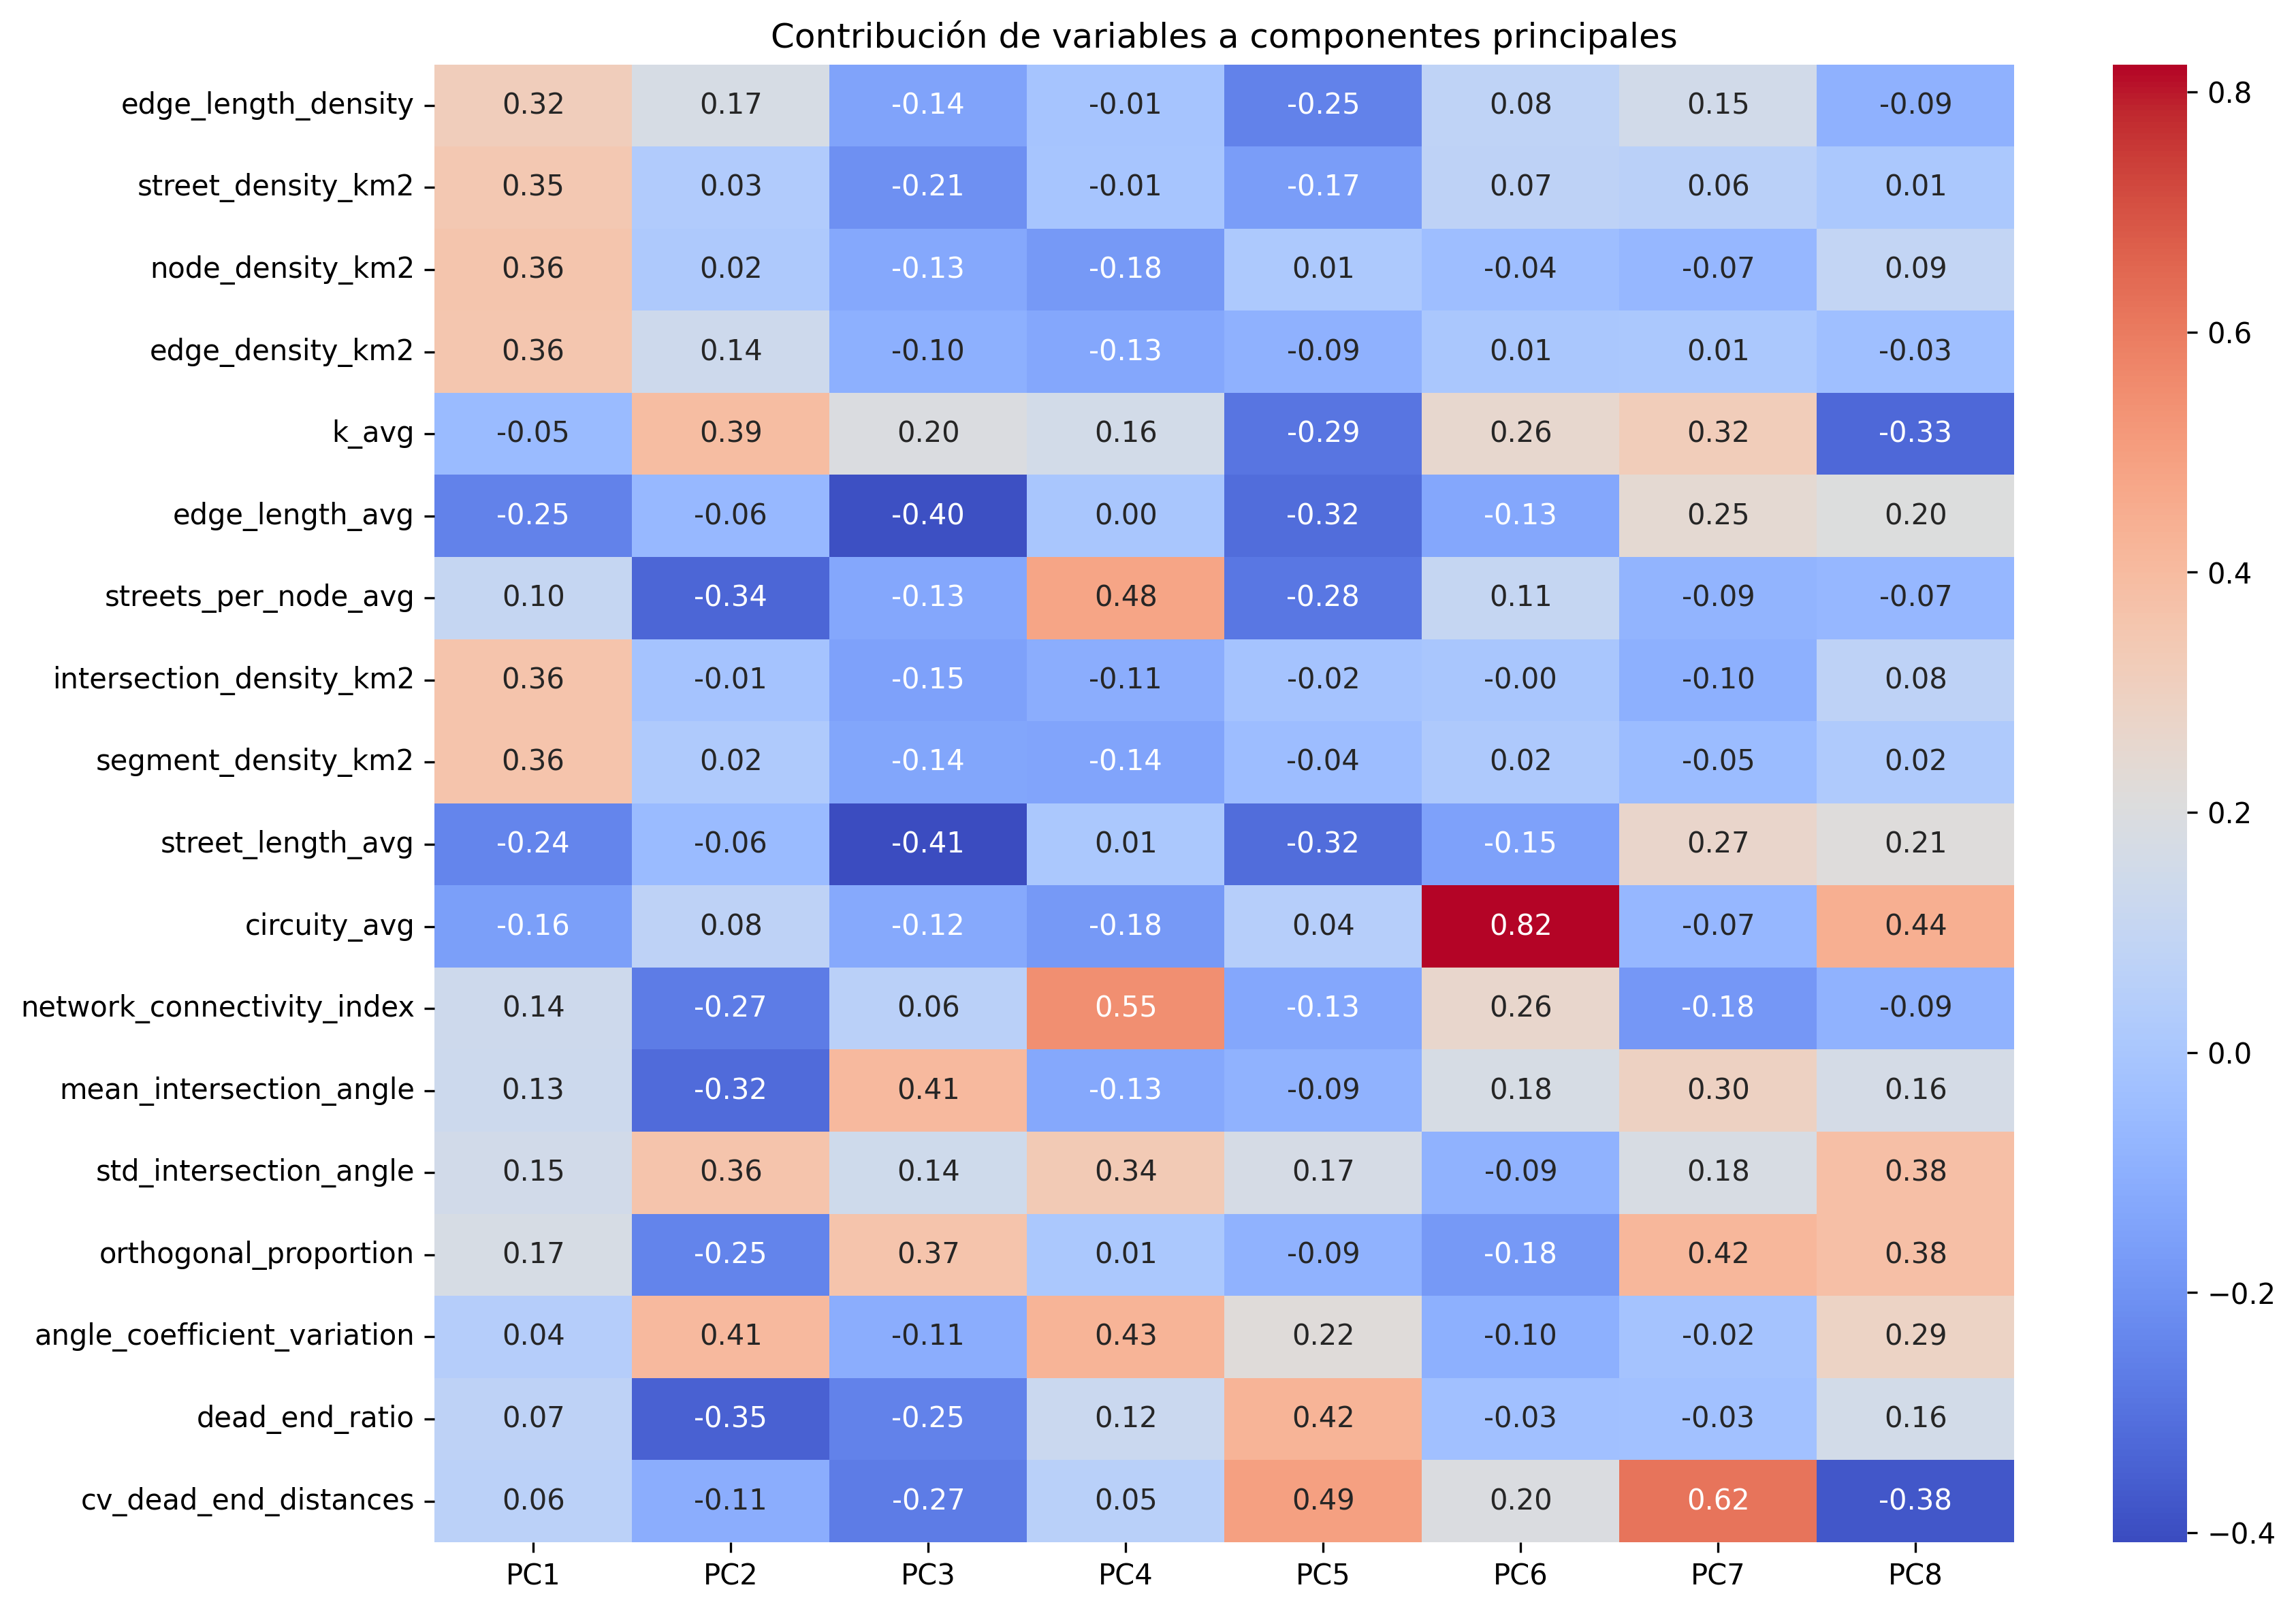 Contribución de variables a componentes principales
edge_length_density 0.32 0.17 -0.14 -0.01 -0.25 0.08 0.15 -0.09
street_density_km2 0.35 0.03 -0.21 -0.01 -0.17 0.07 0.06 0.01
node_density_km2 0.36 0.02 -0.13 -0.18 0.01 -0.04 -0.07 0.09
edge_density_km2 0.36 0.14 -0.10 -0.13 -0.09 0.01 0.01 -0.03
k_avg -0.05 0.39 0.20 0.16 -0.29 0.26 0.32 -0.33
edge_length_avg -0.25 -0.06 -0.40 0.00 -0.32 -0.13 0.25 0.20
streets_per_node_avg 0.10 -0.34 -0.13 0.48 -0.28 0.11 -0.09 -0.07
intersection_density_km2 0.36 -0.01 -0.15 -0.11 -0.02 -0.00 -0.10 0.08
segment_density_km2 0.36 0.02 -0.14 -0.14 -0.04 0.02 -0.05 0.02
street_length_avg -0.24 -0.06 -0.41 0.01 -0.32 -0.15 0.27 0.21
circuity_avg -0.16 0.08 -0.12 -0.18 0.04 0.82 -0.07 0.44
network_connectivity_index 0.14 -0.27 0.06 0.55 -0.13 0.26 -0.18 -0.09
mean_intersection_angle 0.13 -0.32 0.41 -0.13 -0.09 0.18 0.30 0.16
std_intersection_angle 0.15 0.36 0.14 0.34 0.17 -0.09 0.18 0.38
orthogonal_proportion 0.17 -0.25 0.37 0.01 -0.09 -0.18 0.42 0.38
angle_coefficient_variation 0.04 0.41 -0.11 0.43 0.22 -0.10 -0.02 0.29
dead_end_ratio 0.07 -0.35 -0.25 0.12 0.42 -0.03 -0.03 0.16
cv_dead_end_distances 0.06 -0.11 -0.27 0.05 0.49 0.20 0.62 -0.38
PC1 PC2 PC3 PC4 PC5 PC6 PC7 PC8
0.8
0.6
0.4
0.2
0.0
−0.2
−0.4